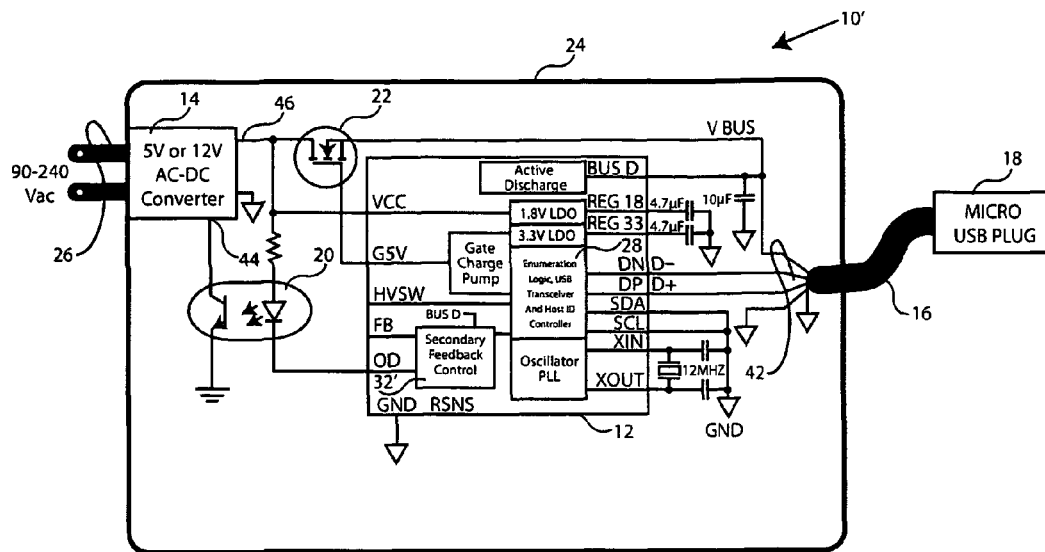 10'
24
14
46
22
V BUS
5V or 12V
AC-DC
Converter
90-240
Vac
26
44
20
Active
Discharge
BUS D
10µF
18
MICRO
USB PLUG
VCC
1.8V LDO
REG 18
4.7µF
3.3V LDO
REG 33
4.7µF
G5V
Gate
Charge
Pump
28
Enumeration
Logic, USB
Transceiver
And Host ID
Controller
DN
D-
DP
D+
HVSW
BUS D
SDA
SCL
FB
Secondary
Feedback
Control
XIN
OD
32'
Oscillator
PLL
12MHZ
XOUT
42
16
GND
RSNS
12
GND